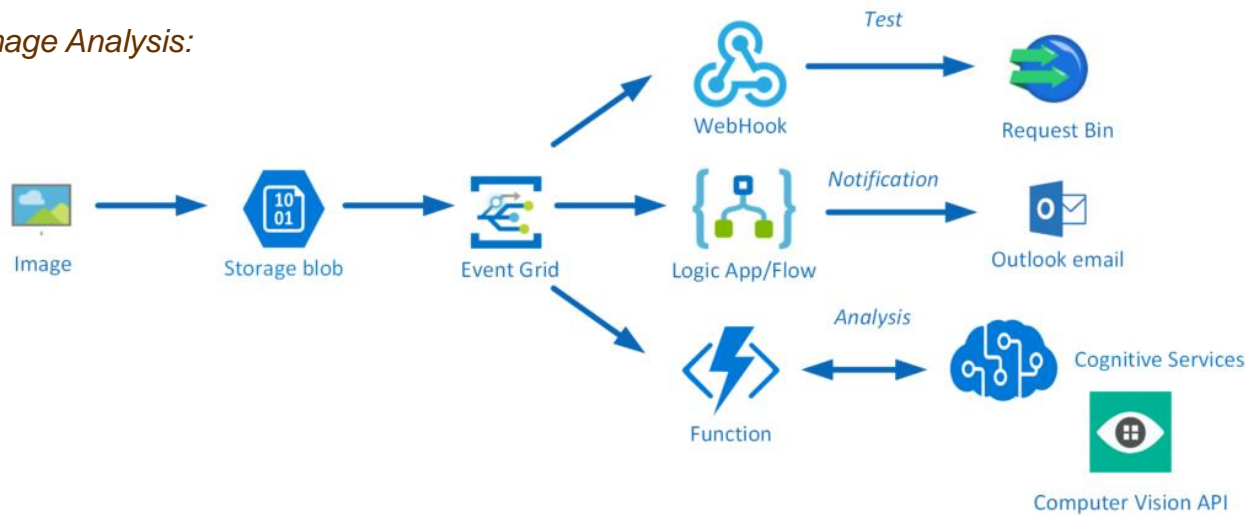 mage Analysis:
Test
WebHook
Request Bin
Image
Storage blob
Event Grid
Notification
Logic App/Flow
Outlook email
Analysis
Function
Cognitive Services
Computer Vision API
10
01